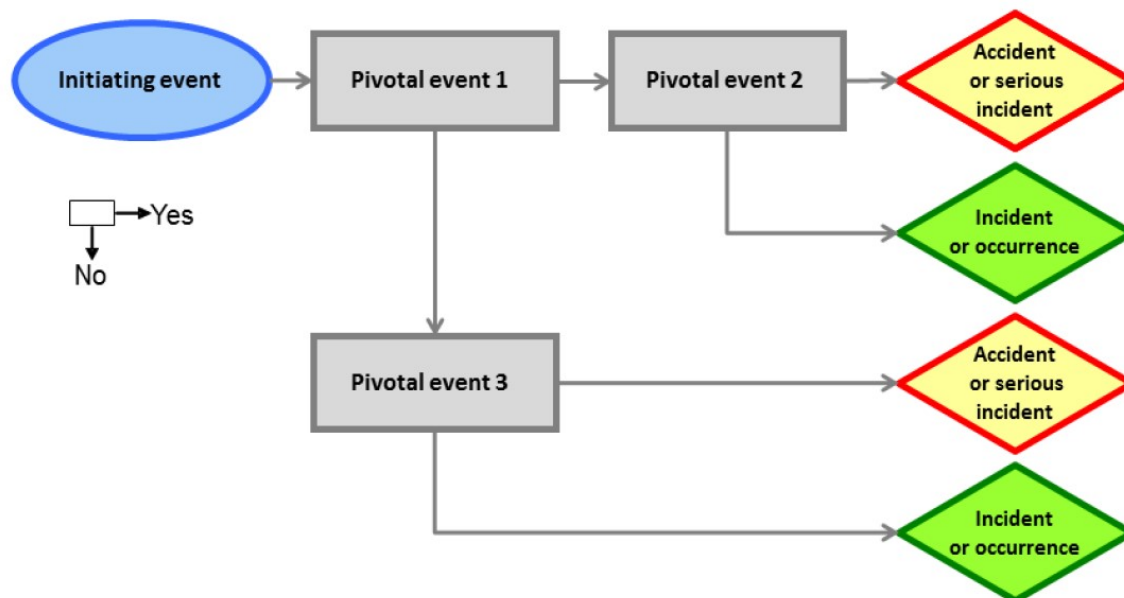 Initiating event
Pivotal event 1
Pivotal event 2
Accident
or serious
incident
Yes
No
Incident
or occurrence
Pivotal event 3
Accident
or serious
incident
Incident
or occurrence